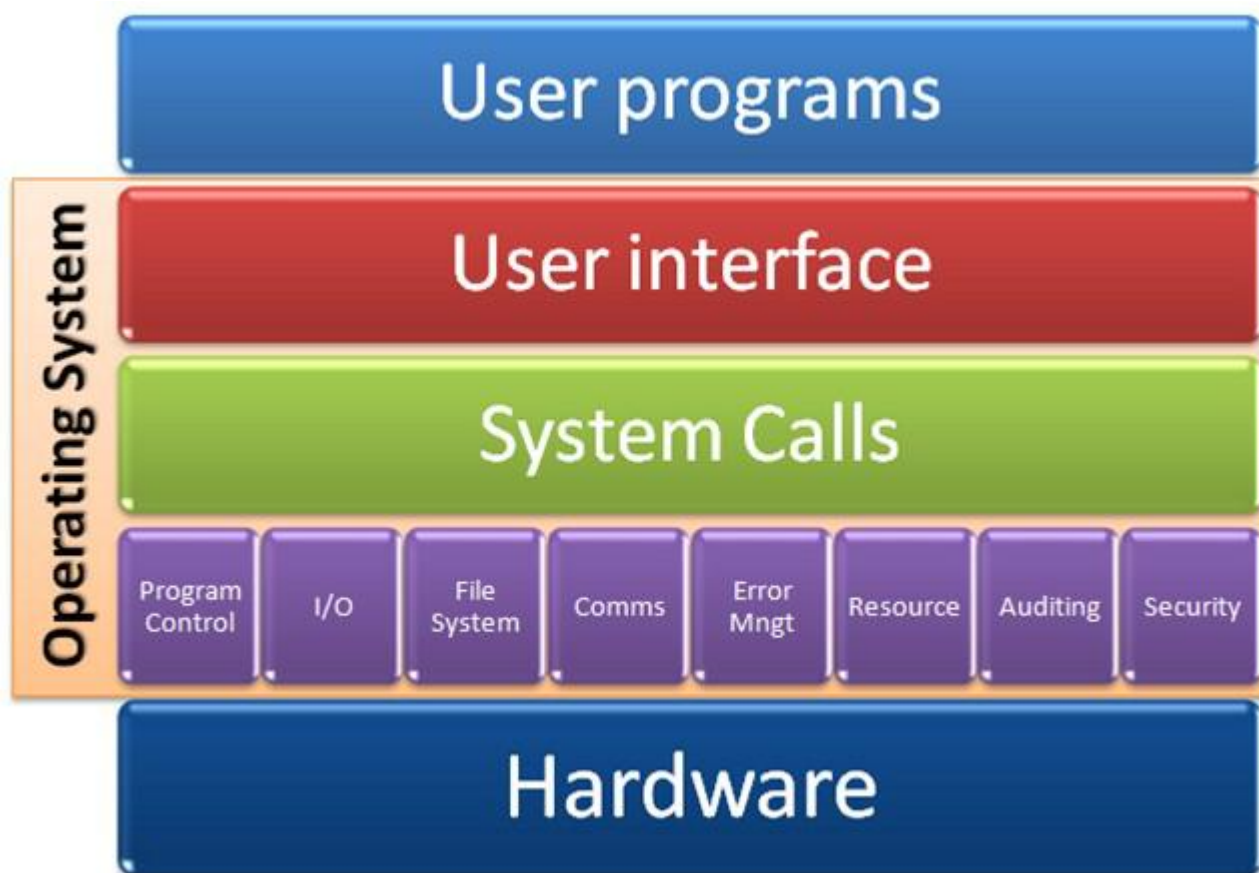 User programs
Operating System
User interface
System Calls
Program
Control
I/O
File
System
Comms
Error
Mngt
Resource
Auditing
Security
Hardware